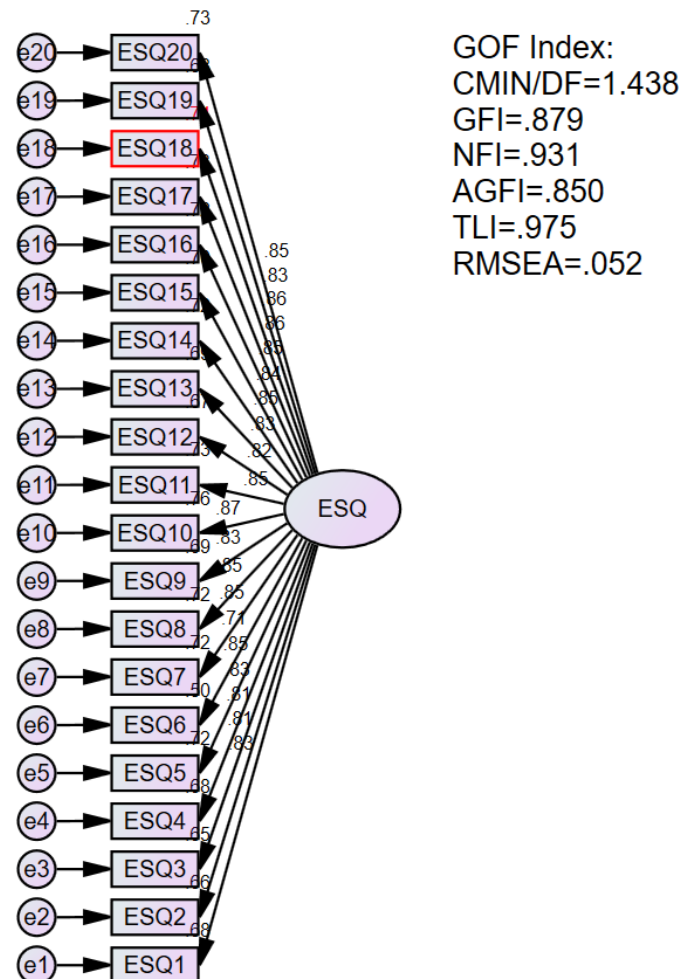 .73
e20 ESQ20
.68
e19 ESQ19
e18 ESQ18
e17 ESQ17
e16 ESQ16
e15 ESQ15
.72
e14 ESQ14
.69
e13 ESQ13
.67
e12 ESQ12
.73
e11 ESQ11
.76
e10 ESQ10
.69
e9 ESQ9
.72
e8 ESQ8
.72
e7 ESQ7
.50
e6 ESQ6
.72
e5 ESQ5
.68
e4 ESQ4
.65
e3 ESQ3
.66
e2 ESQ2
.68
e1 ESQ1
.85
.83
.86
.86
.85
.84
.85
.83
.82
.85
.87
.83
.85
.85
.71
.85
.83
.81
.81
.83
ESQ
GOF Index:
CMIN/DF=1.438
GFI=.879
NFI=.931
AGFI=.850
TLI=.975
RMSEA=.052